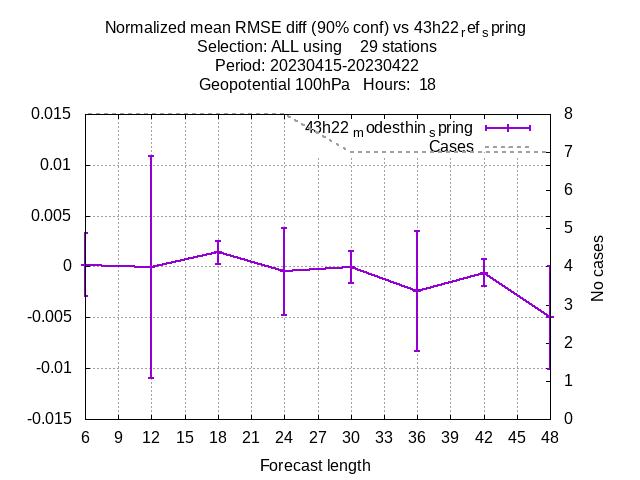 Normalized mean RMSE diff (90% conf) vs 43h22refspring
Selection: ALL using 29 stations
Period: 20230415-20230422
Geopotential 100hPa Hours: 18
43h22modesthinspring
Cases
0.015
0.01
0.005
0
-0.005
-0.01
-0.015
8
7
6
5
4
3
2
1
0
No cases
6 9 12 15 18 21 24 27 30 33 36 39 42 45 48
Forecast length